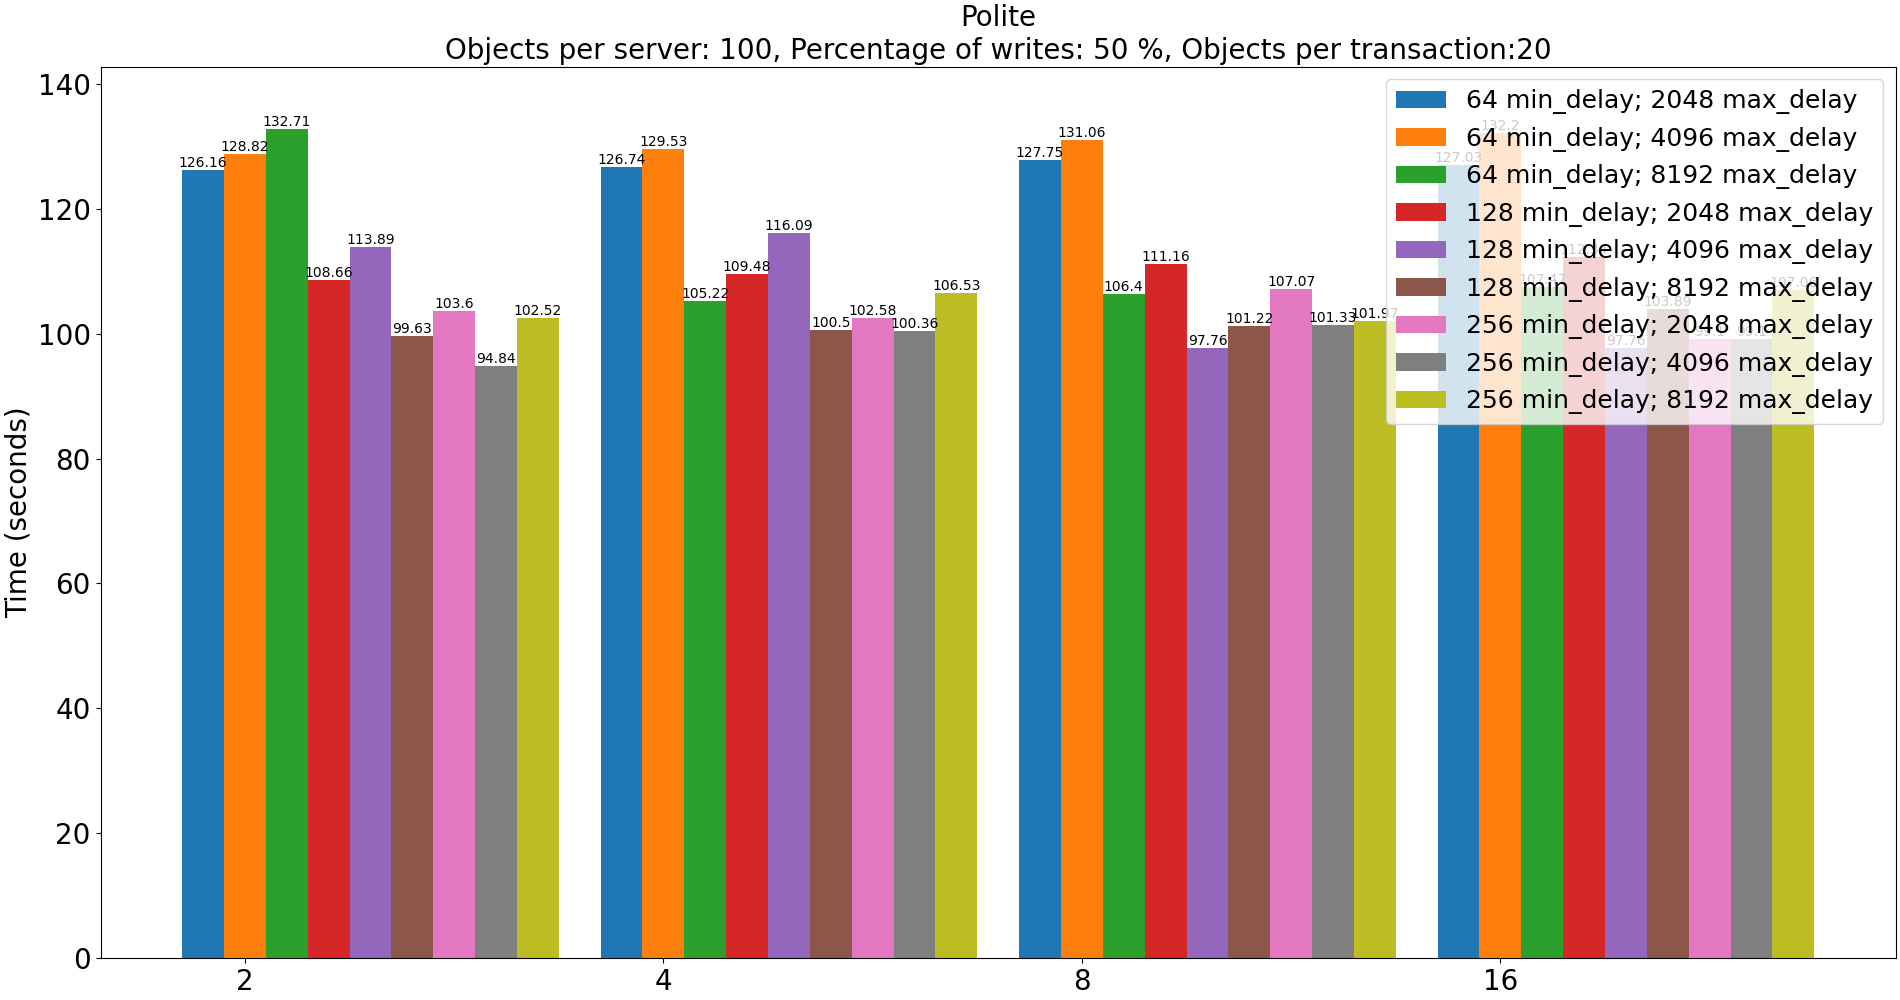 Polite
Objects per server: 100, Percentage of writes: 50 %, Objects per transaction:20
140
120
100
80
60
40
20
0
Time (seconds)
126.16 128.82 132.71 108.66 113.89 99.63 103.6 94.84 102.52
126.74 129.53 105.22 109.48 116.09 100.5 102.58 100.36 106.53
127.75 131.06 106.4 111.16 97.76 101.22 107.07 101.33 101.97
127.03 132.2 107.47 97.76 103.89
64 min_delay; 2048 max_delay
64 min_delay; 4096 max_delay
64 min_delay; 8192 max_delay
128 min_delay; 2048 max_delay
128 min_delay; 4096 max_delay
128 min_delay; 8192 max_delay
256 min_delay; 2048 max_delay
256 min_delay; 4096 max_delay
256 min_delay; 8192 max_delay
2 4 8 16